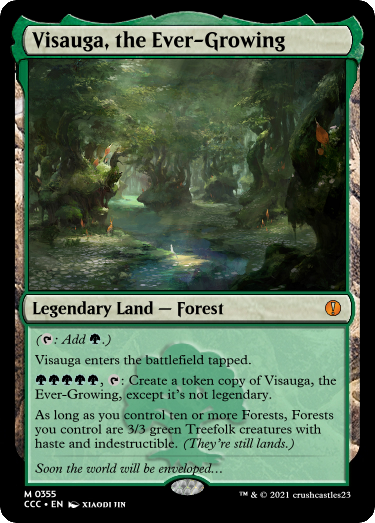 Visauga, the Ever-Growing
Legendary Land — Forest
(T: Add G.)
Visauga enters the battlefield tapped.
GGGGG, T: Create a token copy of Visauga, the
Ever-Growing, except it's not legendary.
As long as you control ten or more Forests, Forests
you control are 3/3 green Treefolk creatures with
haste and indestructible. (They're still lands.)
Soon the world will be enveloped...
M 0355
CCC • EN XIAODI JIN
™ & © 2021 crushcastles23